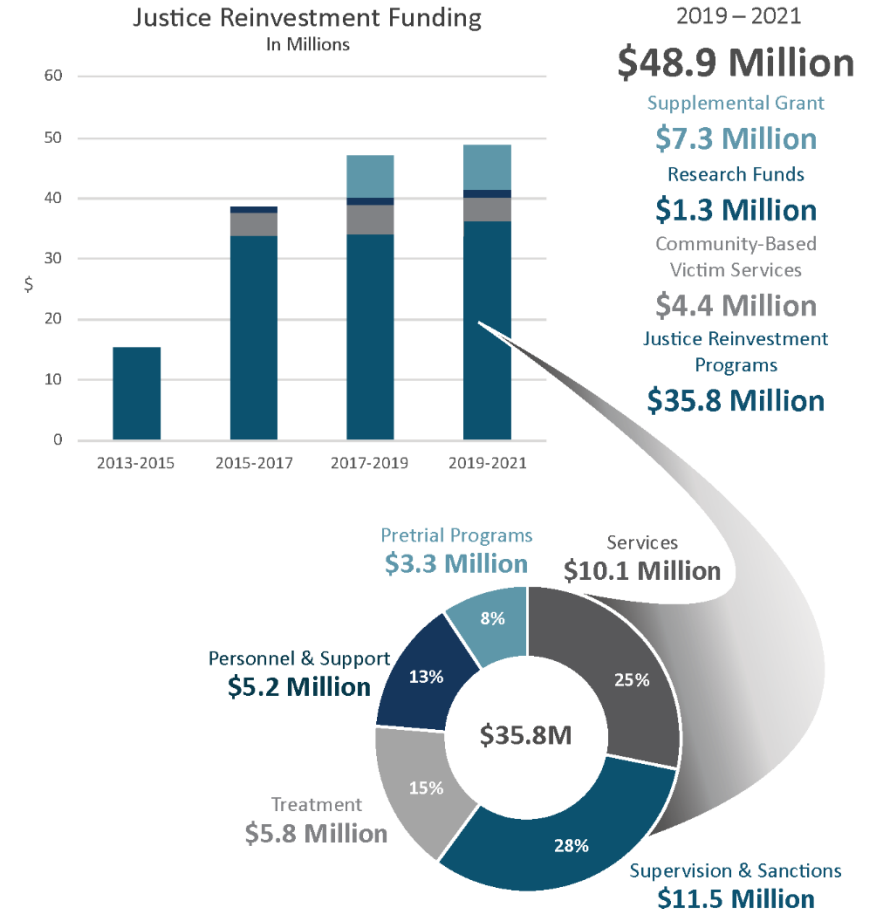 Justice Reinvestment Funding
In Millions
60
50
40
30
$
20
10
0
2013-2015
2015-2017
2017-2019
2019-2021
2019 – 2021
$48.9 Million
Supplemental Grant
$7.3 Million
Research Funds
$1.3 Million
Community-Based
Victim Services
$4.4 Million
Justice Reinvestment
Programs
$35.8 Million
Pretrial Programs
$3.3 Million
Services
$10.1 Million
8%
Personnel & Support
$5.2 Million
13%
25%
$35.8M
Treatment
$5.8 Million
15%
28%
Supervision & Sanctions
$11.5 Million